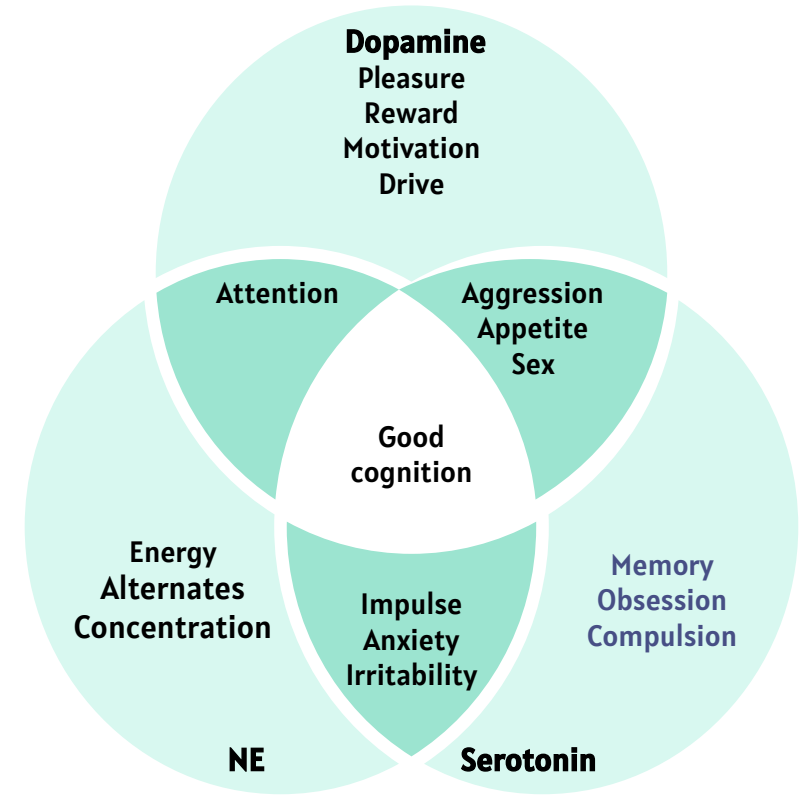 Dopamine
Pleasure
Reward
Motivation
Drive
Attention
Aggression
Appetite
Sex
Good
cognition
Energy
Alternates
Concentration
Impulse
Anxiety
Irritability
Memory
Obsession
Compulsion
NE
Serotonin